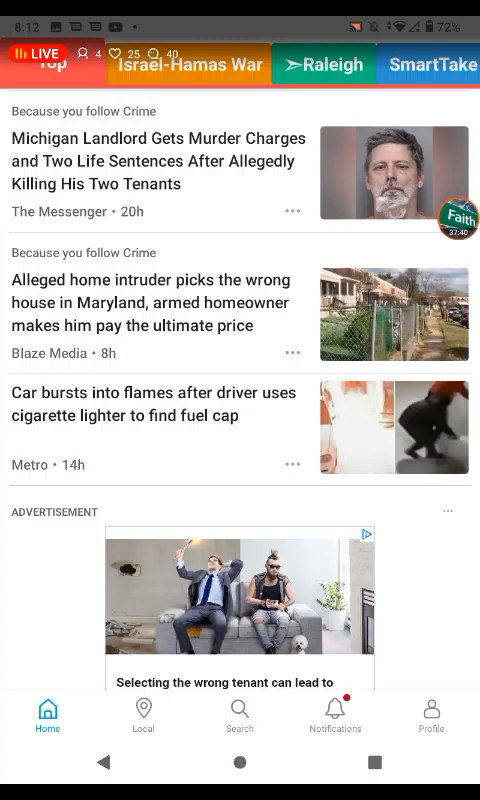 8:12
72%
LIVE 4 25 40
Top Israel-Hamas War ➣Raleigh SmartTake
Because you follow Crime
Michigan Landlord Gets Murder Charges
and Two Life Sentences After Allegedly
Killing His Two Tenants
The Messenger • 20h
Faith
37:40
Because you follow Crime
Alleged home intruder picks the wrong
house in Maryland, armed homeowner
makes him pay the ultimate price
Blaze Media • 8h
Car bursts into flames after driver uses
cigarette lighter to find fuel cap
Metro • 14h
ADVERTISEMENT
Selecting the wrong tenant can lead to
Home Local Search Notifications Profile